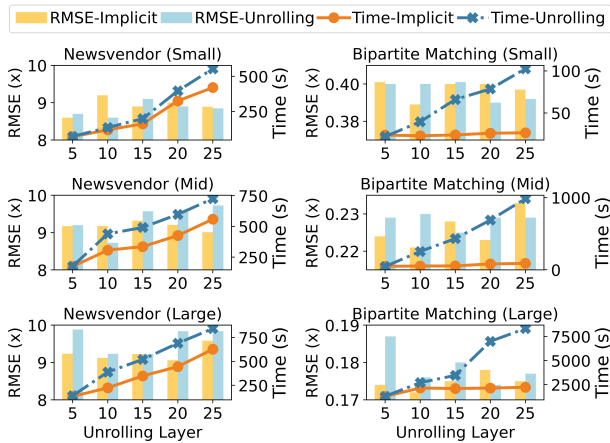 RMSE-Implicit RMSE-Unrolling Time-Implicit Time-Unrolling
Newsvendor (Small)
RMSE (x)
10
9
8
5 10 15 20 25
500
250
Time (s)
Bipartite Matching (Small)
RMSE (x)
0.40
0.38
5 10 15 20 25
100
50
Time (s)
Newsvendor (Mid)
RMSE (x)
10
9
8
5 10 15 20 25
750
500
250
Time (s)
Bipartite Matching (Mid)
RMSE (x)
0.23
0.22
5 10 15 20 25
1000
0
Time (s)
Newsvendor (Large)
RMSE (x)
10
9
8
5 10 15 20 25
7500
5000
2500
Time (s)
Unrolling Layer
Bipartite Matching (Large)
RMSE (x)
0.19
0.18
0.17
5 10 15 20 25
7500
5000
2500
Time (s)
Unrolling Layer